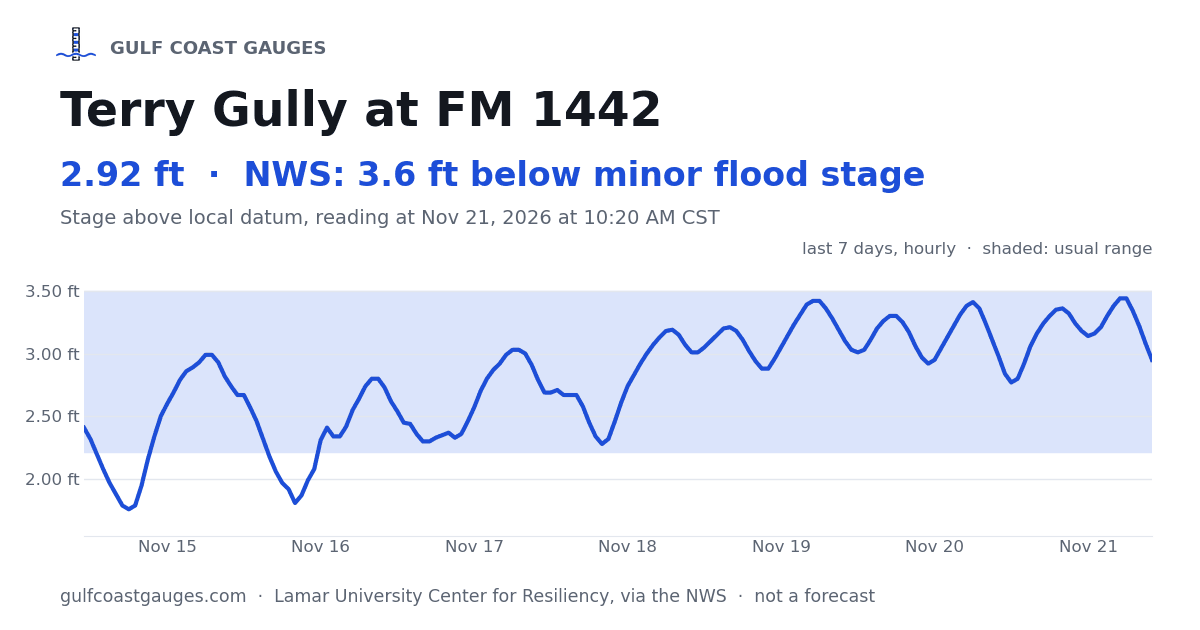 GULF COAST GAUGES
Terry Gully at FM 1442
2.92 ft · NWS: 3.6 ft below minor flood stage
Stage above local datum, reading at Nov 21, 2026 at 10:20 AM CST
last 7 days, hourly · shaded: usual range
3.50 ft
3.00 ft
2.50 ft
2.00 ft
Nov 15 Nov 16 Nov 17 Nov 18 Nov 19 Nov 20 Nov 21
gulfcoastgauges.com · Lamar University Center for Resiliency, via the NWS · not a forecast